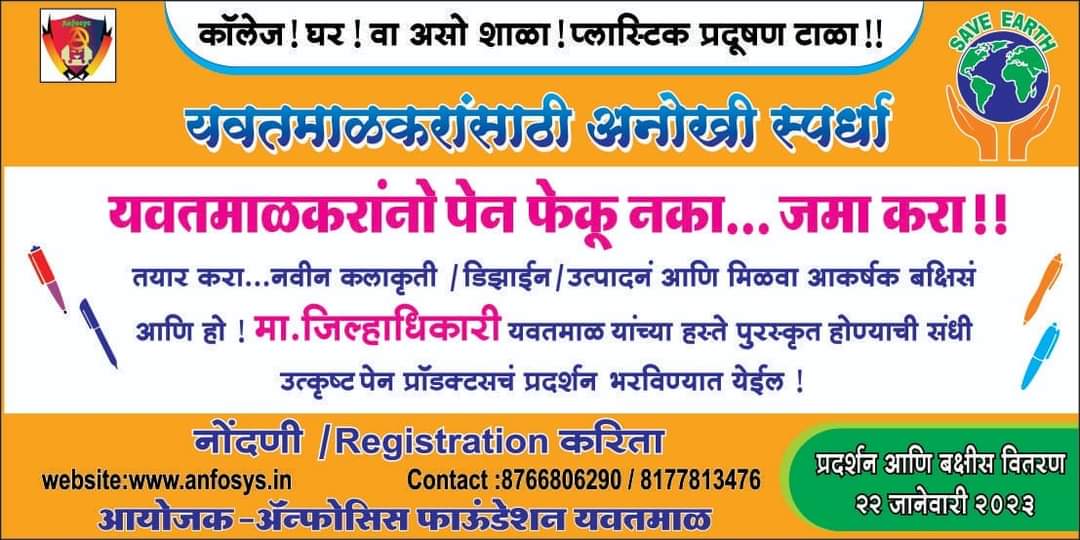 Anfosys
कॉलेज! घर! वा असो शाळा! प्लास्टिक प्रदूषण टाळा!!
SAVE EARTH
यवतमाळकरांसाठी अनोखी स्पर्धा
यवतमाळकरांनो पेन फेकू नका... जमा करा!!
तयार करा...नवीन कलाकृती /डिझाईन/उत्पादनं आणि मिळवा आकर्षक बक्षिसं
आणि हो! मा.जिल्हाधिकारी यवतमाळ यांच्या हस्ते पुरस्कृत होण्याची संधी
उत्कृष्ट पेन प्रॉडक्टसचं प्रदर्शन भरविण्यात येईल!
नोंदणी /Registration करिता
website:www.anfosys.in Contact :8766806290 / 8177813476
आयोजक -ॲन्फोसिस फाऊंडेशन यवतमाळ
प्रदर्शन आणि बक्षीस वितरण
२२ जानेवारी २०२३